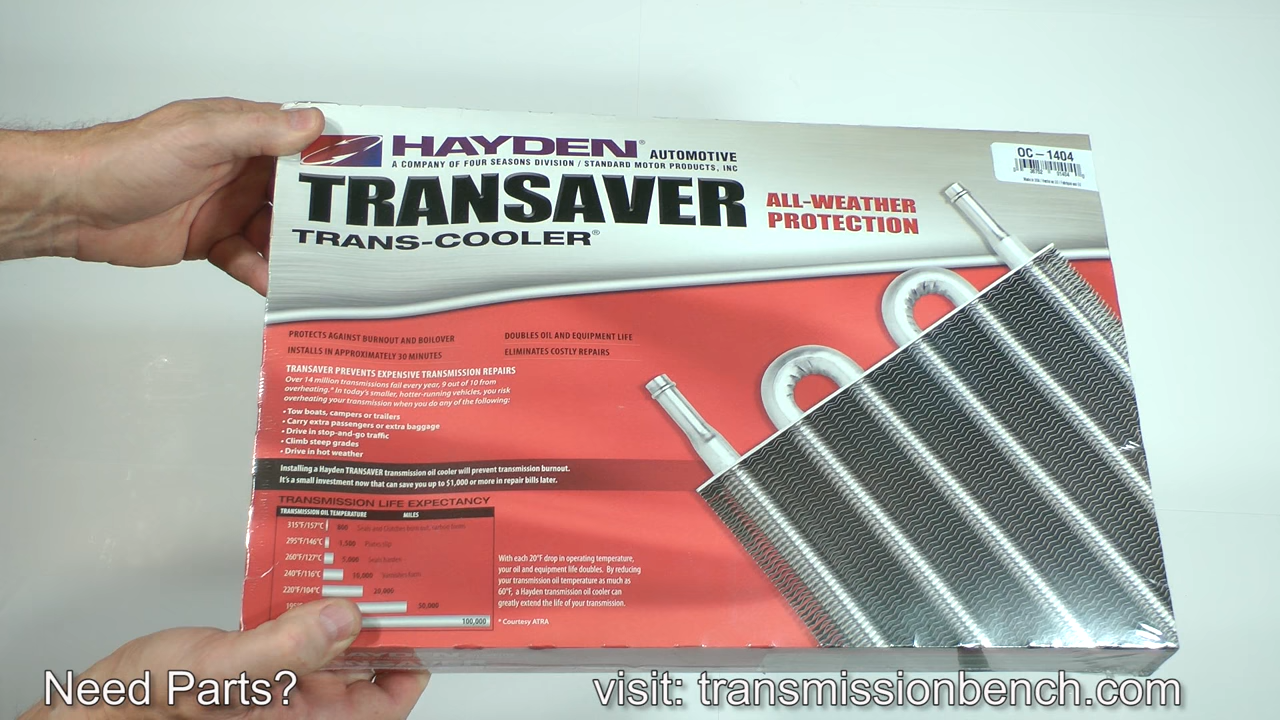 HAYDEN® AUTOMOTIVE
A COMPANY OF FOUR SEASONS DIVISION / STANDARD MOTOR PRODUCTS, INC
TRANSAVER
TRANS-COOLER®
ALL-WEATHER
PROTECTION
OC-1404
PROTECTS AGAINST BURNOUT AND BOILOVER
INSTALLS IN APPROXIMATELY 30 MINUTES
DOUBLES OIL AND EQUIPMENT LIFE
ELIMINATES COSTLY REPAIRS
TRANSAVER PREVENTS EXPENSIVE TRANSMISSION REPAIRS
Over 14 million transmissions fail every year, 9 out of 10 from
overheating.* In today's smaller, hotter-running vehicles, you risk
overheating your transmission when you do any of the following:
• Tow boats, campers or trailers
• Carry extra passengers or extra baggage
• Drive in stop-and-go traffic
• Climb steep grades
• Drive in hot weather
Installing a Hayden TRANSAVER transmission oil cooler will prevent transmission burnout.
It's a small investment now that can save you up to $1,000 or more in repair bills later.
TRANSMISSION LIFE EXPECTANCY
TRANSMISSION OIL TEMPERATURE MILES
315°F/157°C 800
295°F/146°C 1,500
260°F/127°C 5,000
240°F/116°C 10,000
220°F/104°C 20,000
195° 50,000
100,000
With each 20°F drop in operating temperature,
your oil and equipment life doubles. By reducing
your transmission oil temperature as much as
60°F, a Hayden transmission oil cooler can
greatly extend the life of your transmission.
* Courtesy ATRA
Need Parts?
visit: transmissionbench.com